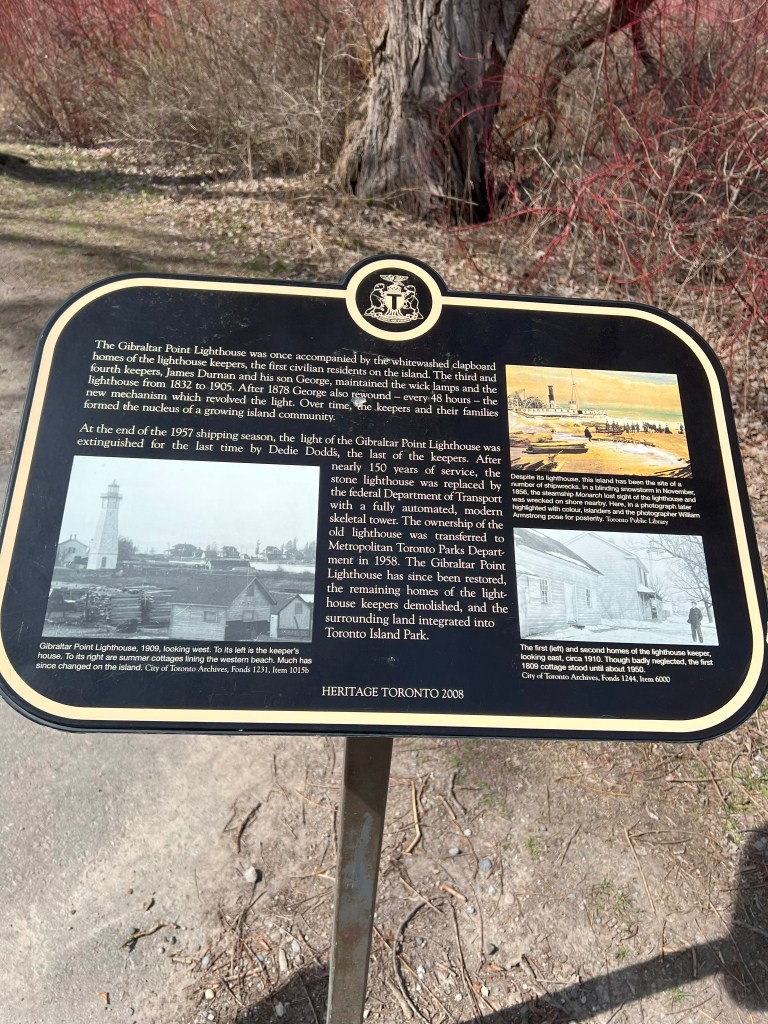 T
The Gibraltar Point Lighthouse was once accompanied by the whitewashed clapboard
homes of the lighthouse keepers, the first civilian residents on the island. The third and
fourth keepers, James Durnan and his son George, maintained the wick lamps and the
lighthouse from 1832 to 1905. After 1878 George also rewound – every 48 hours – the
new mechanism which revolved the light. Over time, the keepers and their families
formed the nucleus of a growing island community.
At the end of the 1957 shipping season, the light of the Gibraltar Point Lighthouse was
extinguished for the last time by Dedie Dodds, the last of the keepers. After
nearly 150 years of service, the
stone lighthouse was replaced by
the federal Department of Transport
with a fully automated, modern
skeletal tower. The ownership of the
old lighthouse was transferred to
Metropolitan Toronto Parks Depart-
ment in 1958. The Gibraltar Point
Lighthouse has since been restored,
the remaining homes of the light-
house keepers demolished, and the
surrounding land integrated into
Toronto Island Park.
Gibraltar Point Lighthouse, 1909, looking west. To its left is the keeper's
house. To its right are summer cottages lining the western beach. Much has
since changed on the island. City of Toronto Archives, Fonds 1231, Item 1015b
Despite its lighthouse, this island has been the site of a
number of shipwrecks. In a blinding snowstorm in November,
1856, the steamship Monarch lost sight of the lighthouse and
was wrecked on shore nearby. Here, in a photograph later
highlighted with colour, islanders and the photographer William
Armstrong pose for posterity. Toronto Public Library
The first (left) and second homes of the lighthouse keeper,
looking east, circa 1910. Though badly neglected, the first
1809 cottage stood until about 1950.
City of Toronto Archives, Fonds 1244, Item 6000
HERITAGE TORONTO 2008